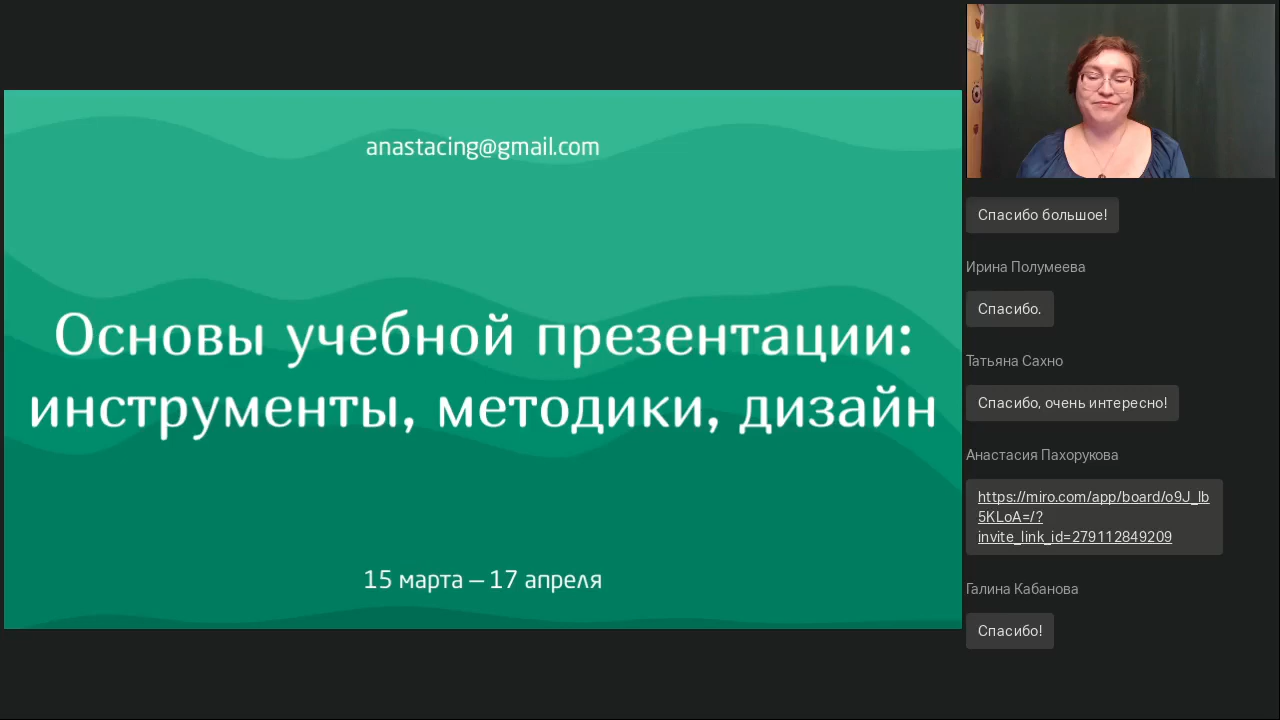 anastacing@gmail.com
Основы учебной презентации:
инструменты, методики, дизайн
15 марта – 17 апреля
Спасибо большое!
Ирина Полумеева
Спасибо.
Татьяна Сахно
Спасибо, очень интересно!
Анастасия Пахорукова
https://miro.com/app/board/o9J_lb
5KLoA=/?
invite_link_id=279112849209
Галина Кабанова
Спасибо!